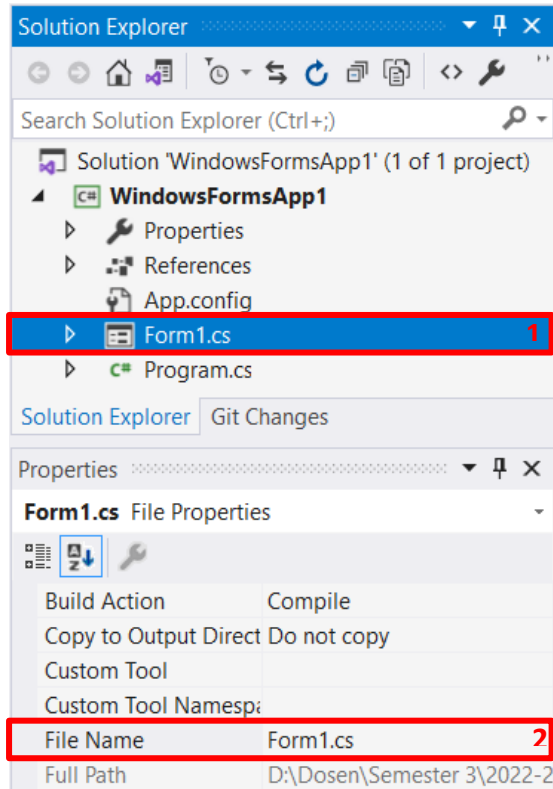 Solution Explorer
Search Solution Explorer (Ctrl+;)
Solution 'WindowsFormsApp1' (1 of 1 project)
C# WindowsFormsApp1
Properties
References
App.config
Form1.cs 1
C# Program.cs
Solution Explorer Git Changes
Properties
Form1.cs File Properties
Build Action Compile
Copy to Output Direct Do not copy
Custom Tool
Custom Tool Namespa
File Name Form1.cs 2
Full Path D:\Dosen\Semester 3\2022-2